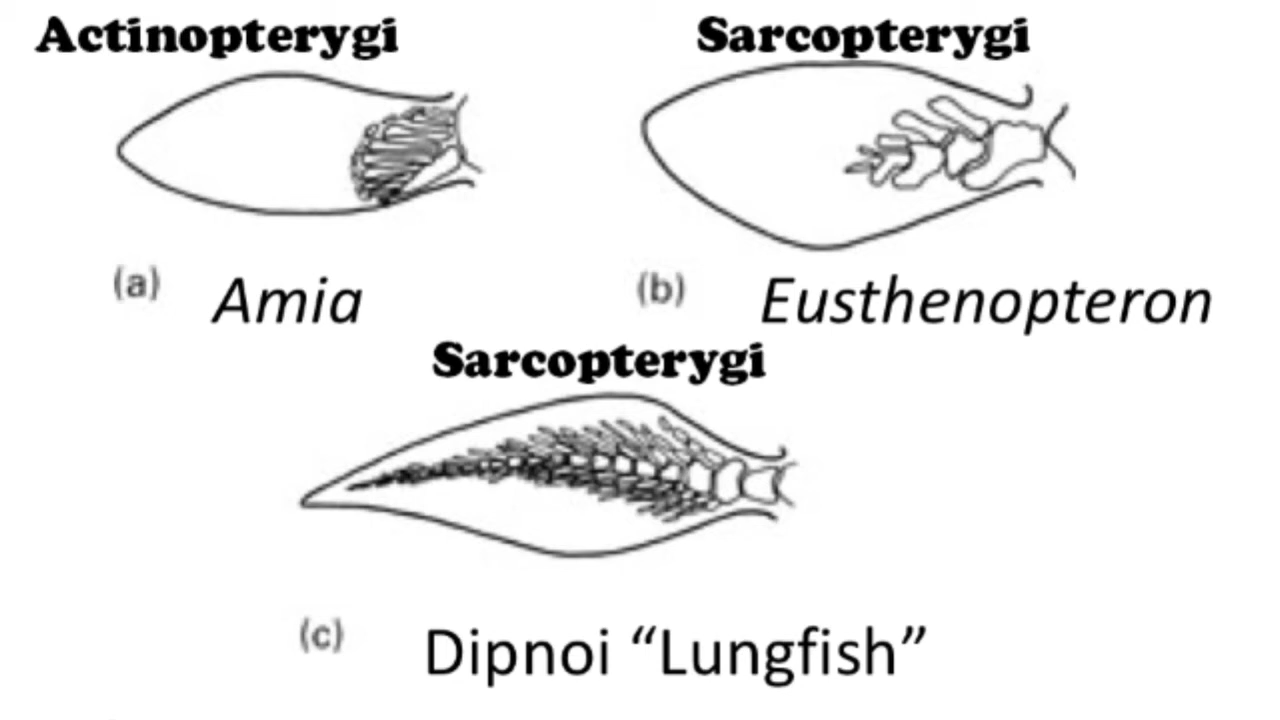 Actinopterygi
Sarcopterygi
(a) Amia
(b) Eusthenopteron
Sarcopterygi
(c) Dipnoi “Lungfish”